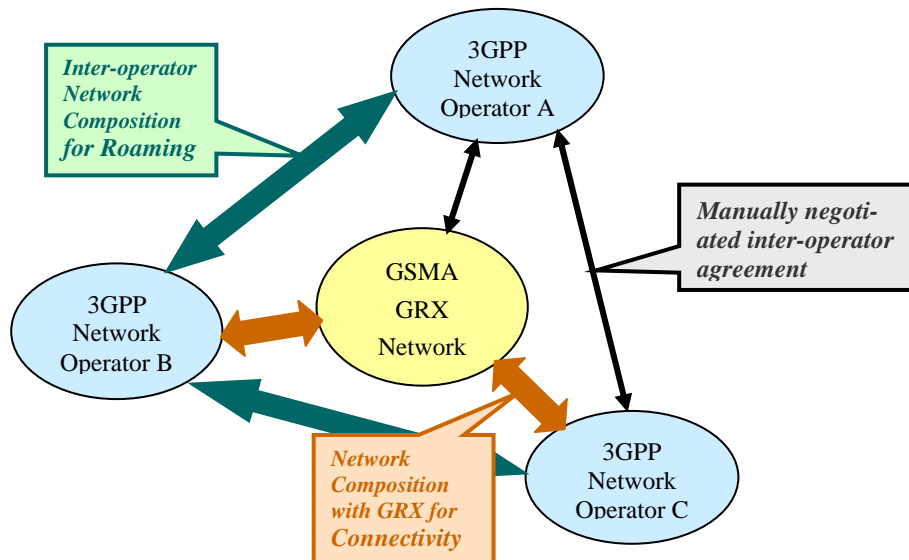 3GPP
Network
Operator A
Inter-operator
Network
Composition
for Roaming
Manually negoti-
ated inter-operator
agreement
GSMA
GRX
Network
3GPP
Network
Operator B
3GPP
Network
Operator C
Network
Composition
with GRX for
Connectivity